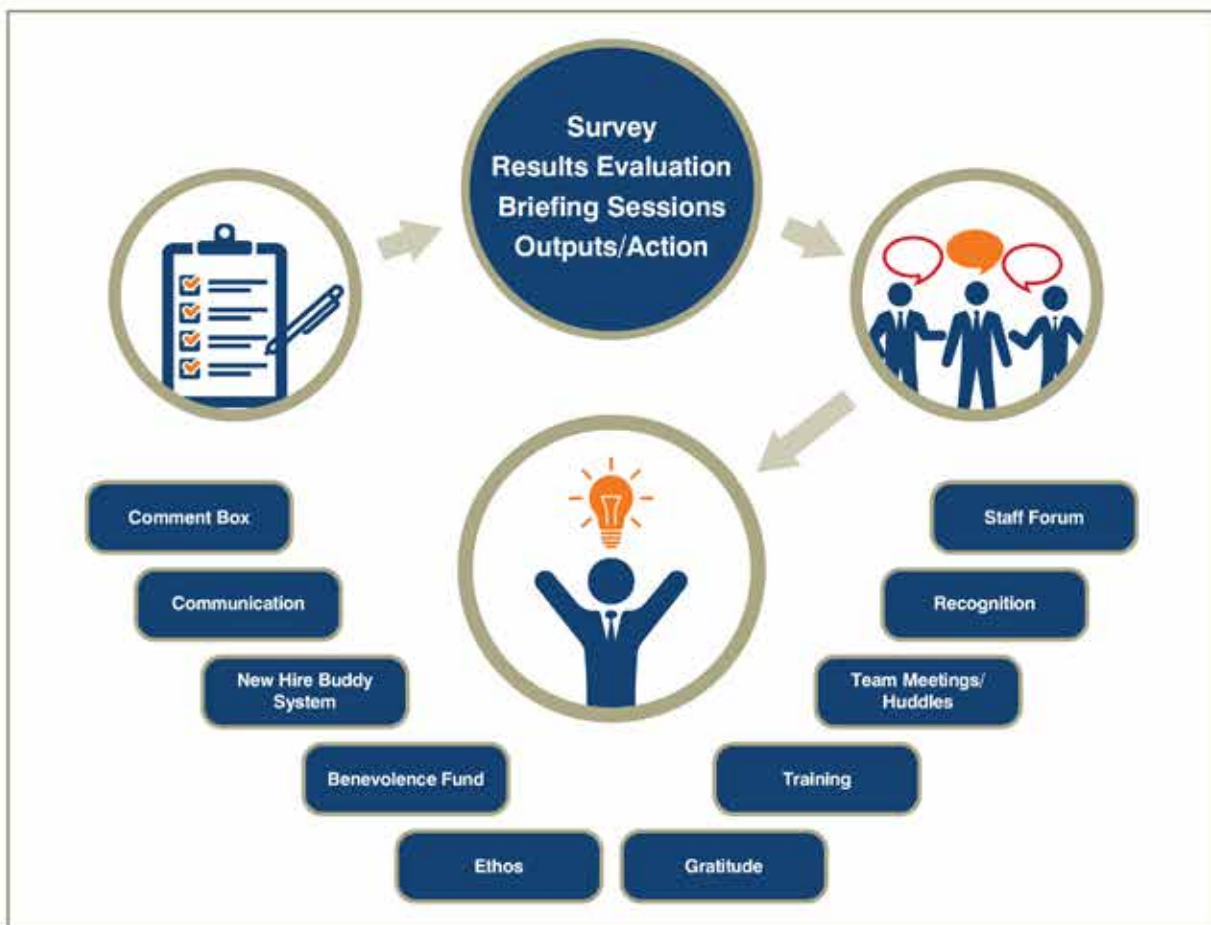 Survey
Results Evaluation
Briefing Sessions
Outputs/Action
Comment Box
Staff Forum
Communication
Recognition
New Hire Buddy
System
Team Meetings/
Huddles
Benevolence Fund
Training
Ethos
Gratitude